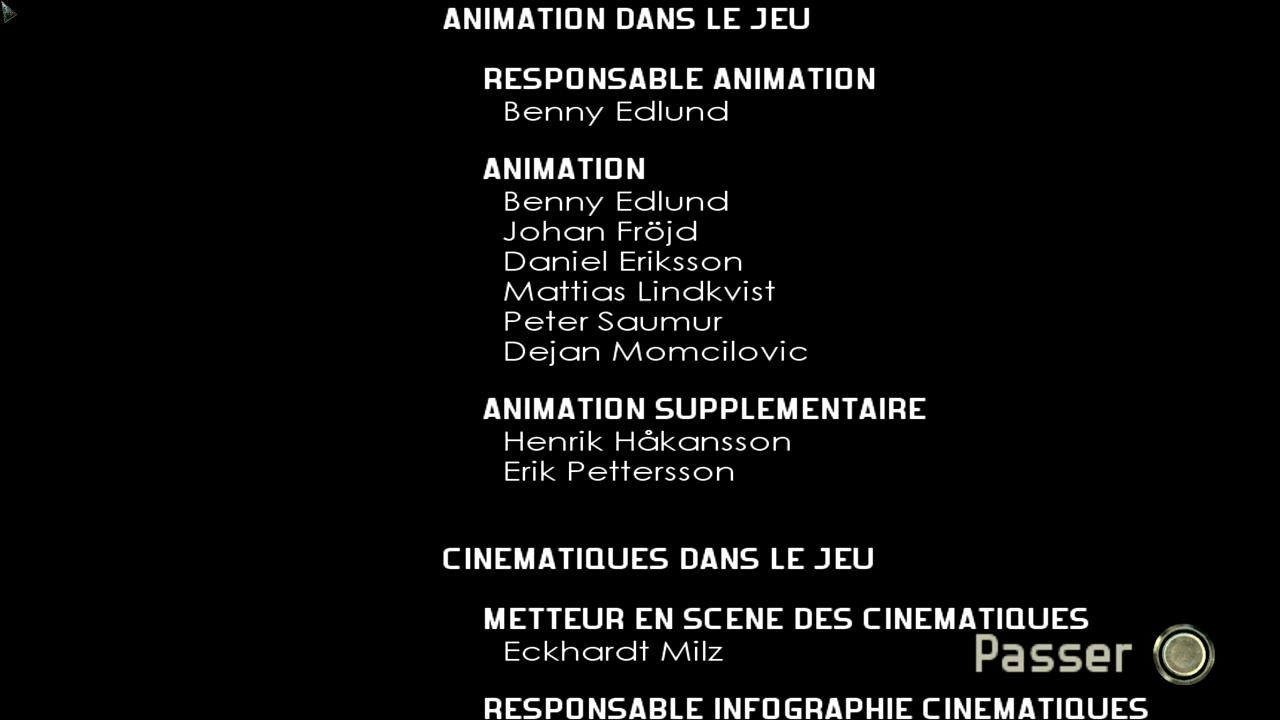 ANIMATION DANS LE JEU
RESPONSABLE ANIMATION
Benny Edlund
ANIMATION
Benny Edlund
Johan Fröjd
Daniel Eriksson
Mattias Lindkvist
Peter Saumur
Dejan Momcilovic
ANIMATION SUPPLEMENTAIRE
Henrik Håkansson
Erik Pettersson
CINEMATIQUES DANS LE JEU
METTEUR EN SCENE DES CINEMATIQUES
Eckhardt Milz
Passer
RESPONSABLE INFOGRAPHIE CINEMATIQUES